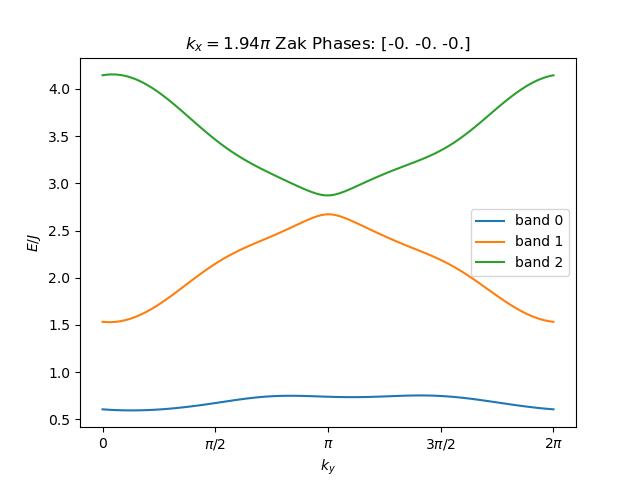 $k_x = 1.94\pi$ Zak Phases: [-0. -0. -0.]
E/J
4.0
3.5
3.0
2.5
2.0
1.5
1.0
0.5
band 0
band 1
band 2
0 π/2 π 3π/2 2π
$k_y$